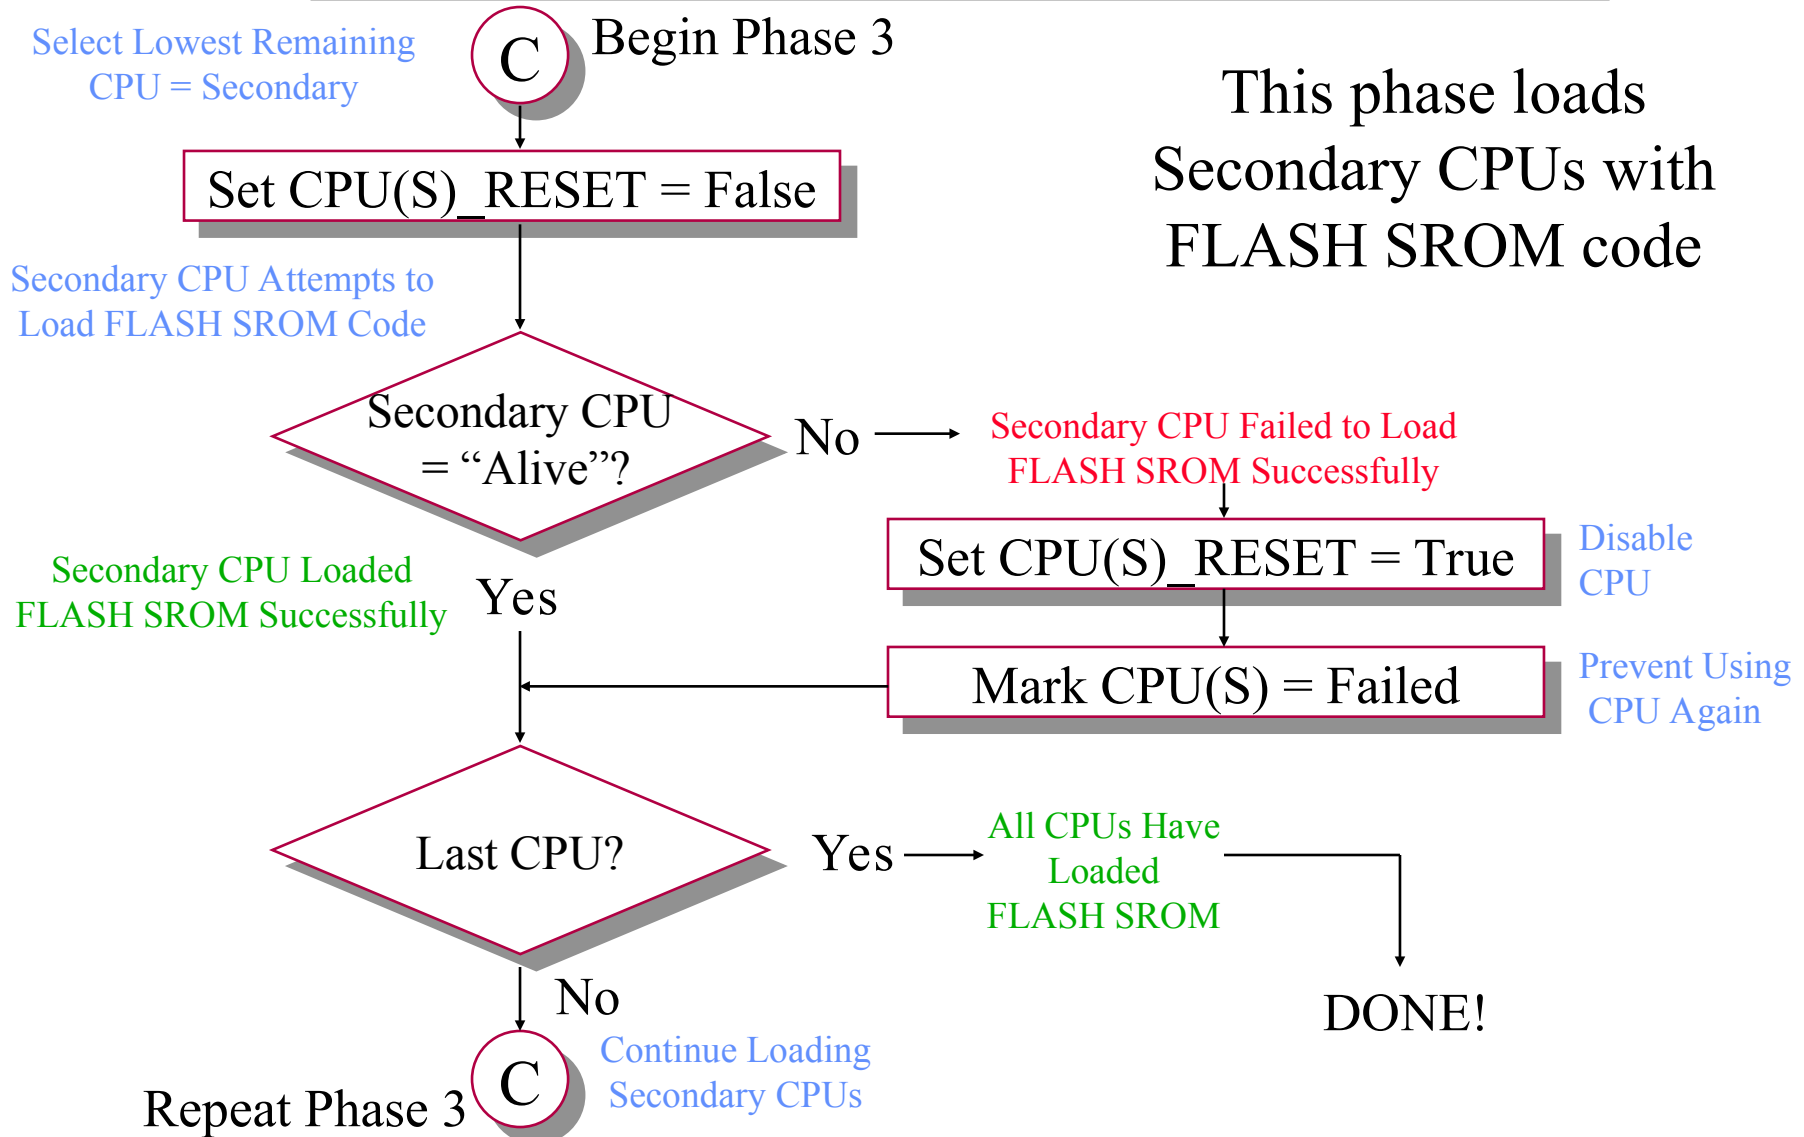 Select Lowest Remaining
CPU = Secondary
C
Begin Phase 3
This phase loads
Secondary CPUs with
FLASH SROM code
Set CPU(S)_RESET = False
Secondary CPU Attempts to
Load FLASH SROM Code
Secondary CPU
= “Alive”?
No
Secondary CPU Failed to Load
FLASH SROM Successfully
Set CPU(S)_RESET = True
Disable
CPU
Secondary CPU Loaded
FLASH SROM Successfully
Yes
Mark CPU(S) = Failed
Prevent Using
CPU Again
Last CPU?
Yes
All CPUs Have
Loaded
FLASH SROM
DONE!
No
C
Continue Loading
Secondary CPUs
Repeat Phase 3